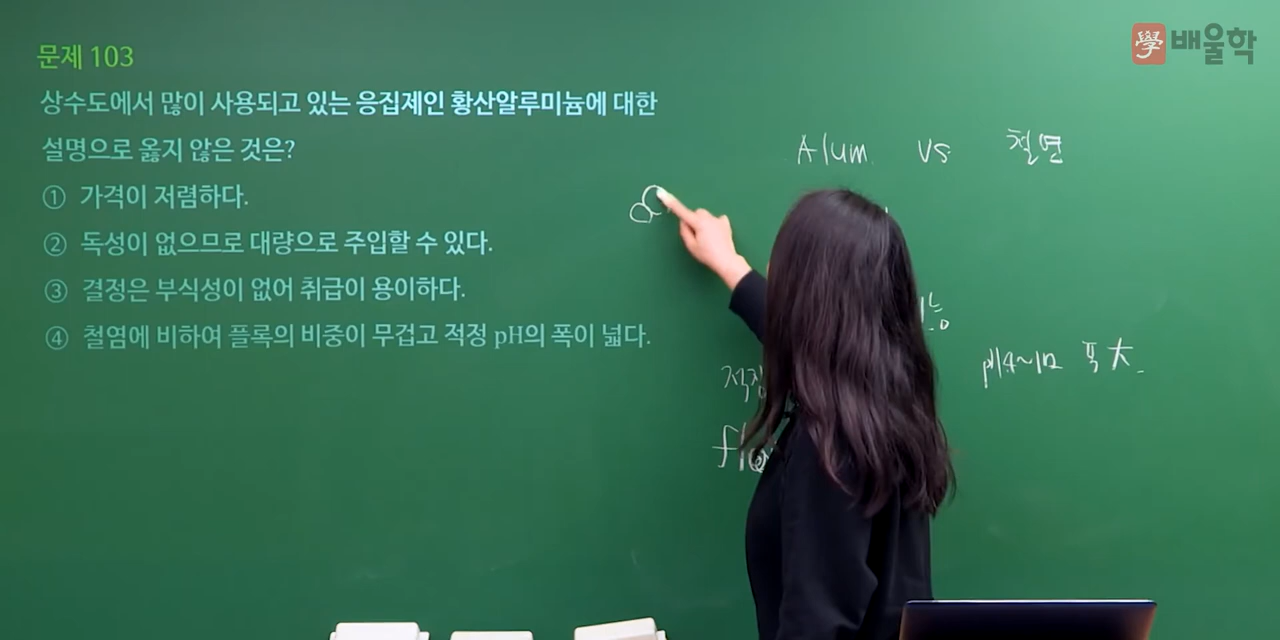 學 배울학
문제 103
상수도에서 많이 사용되고 있는 응집제인 황산알루미늄에 대한
설명으로 옳지 않은 것은?
① 가격이 저렴하다.
② 독성이 없으므로 대량으로 주입할 수 있다.
③ 결정은 부식성이 없어 취급이 용이하다.
④ 철염에 비하여 플록의 비중이 무겁고 적정 pH의 폭이 넓다.
Alum vs 철염
pH4~12 폭 大